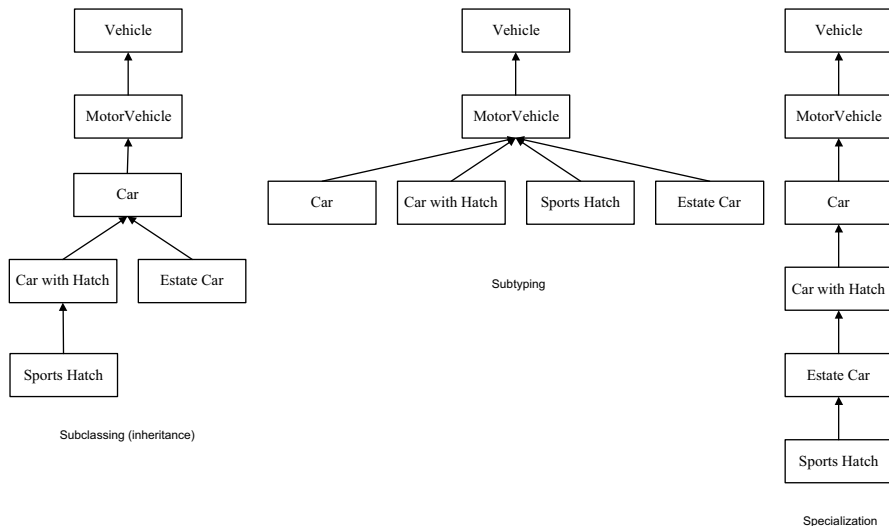 Vehicle
MotorVehicle
Car
Car with Hatch
Estate Car
Sports Hatch
Subclassing (inheritance)
Vehicle
MotorVehicle
Car
Car with Hatch
Sports Hatch
Estate Car
Subtyping
Vehicle
MotorVehicle
Car
Car with Hatch
Estate Car
Sports Hatch
Specialization